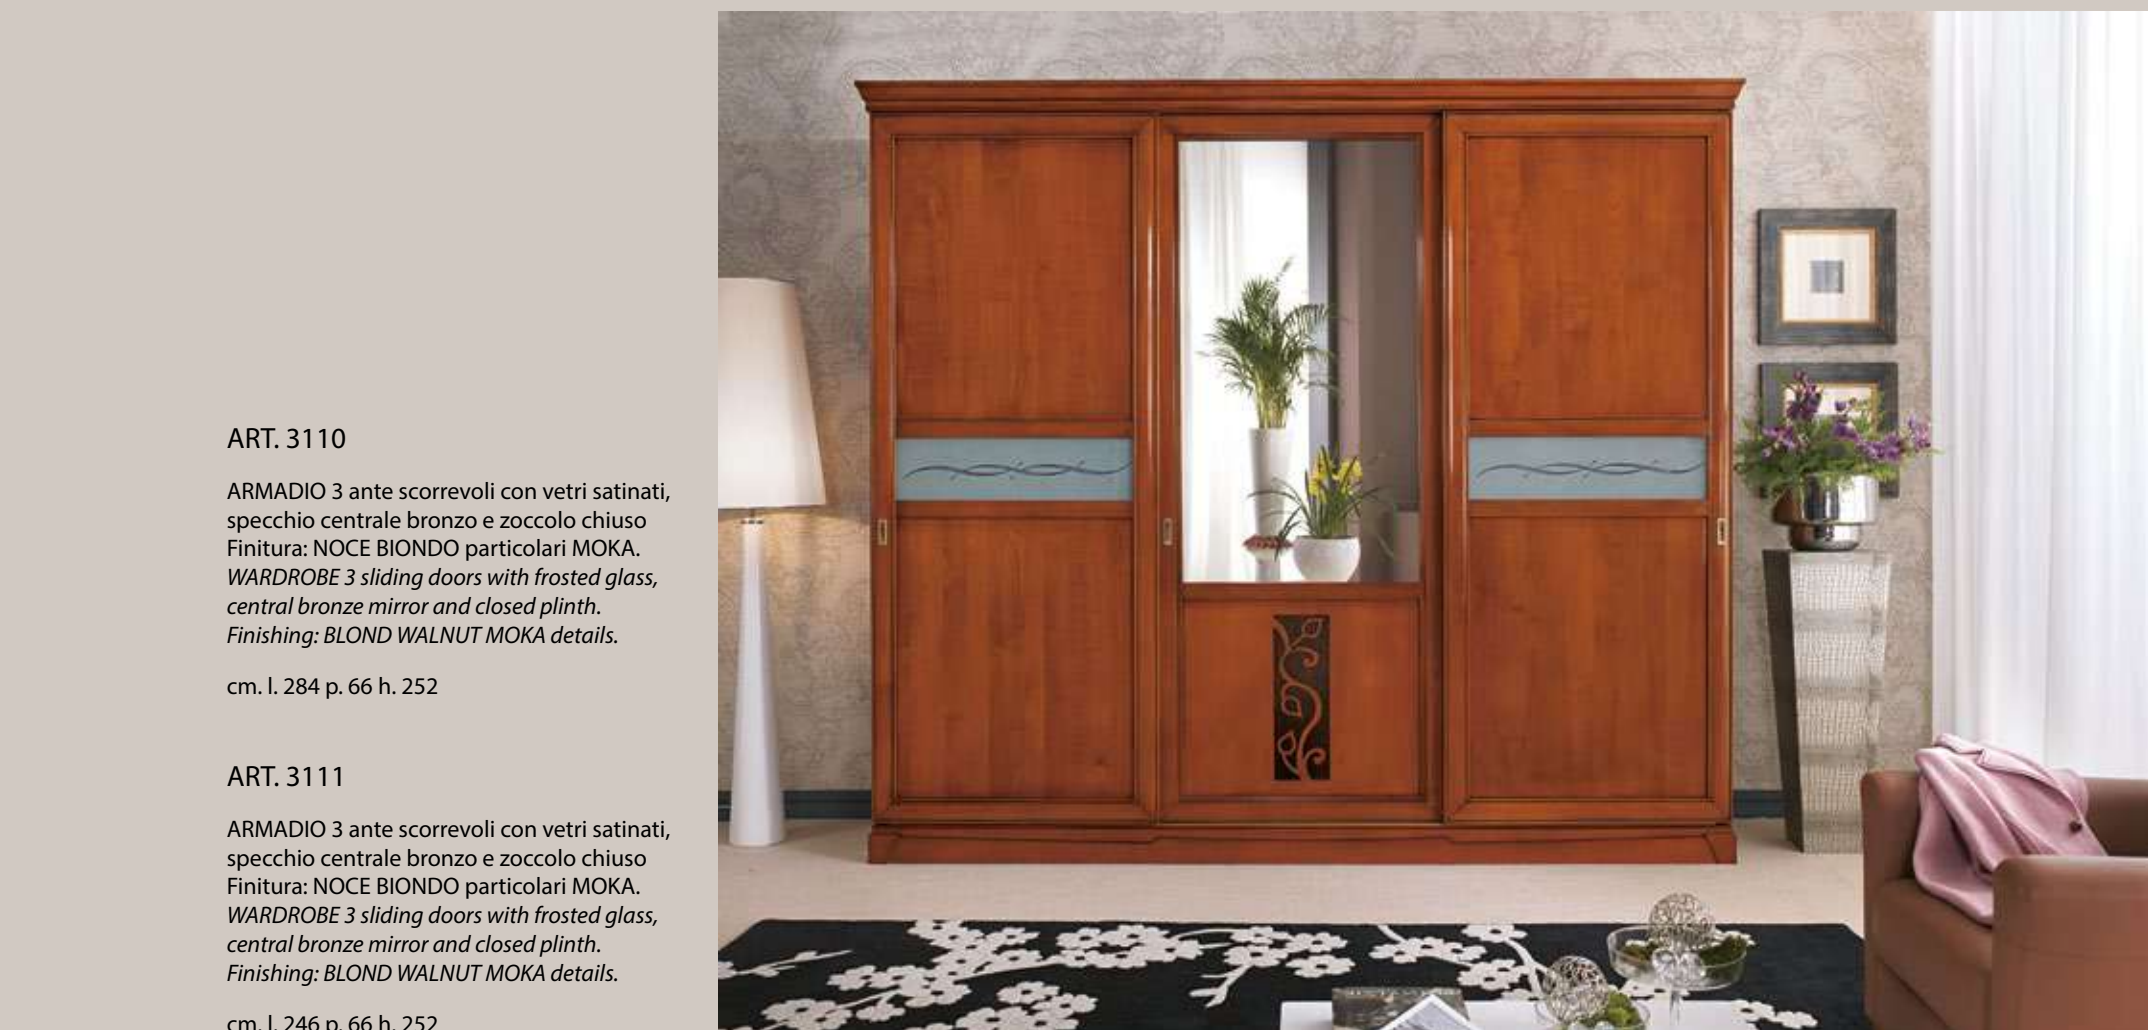 ART. 3110
ARMADIO 3 ante scorrevoli con vetri satinati,
specchio centrale bronzo e zoccolo chiuso
Finitura: NOCE BIONDO particolari MOKA.
WARDROBE 3 sliding doors with frosted glass,
central bronze mirror and closed plinth.
Finishing: BLOND WALNUT MOKA details.
cm. l. 284 p. 66 h. 252
ART. 3111
ARMADIO 3 ante scorrevoli con vetri satinati,
specchio centrale bronzo e zoccolo chiuso
Finitura: NOCE BIONDO particolari MOKA.
WARDROBE 3 sliding doors with frosted glass,
central bronze mirror and closed plinth.
Finishing: BLOND WALNUT MOKA details.
cm. l. 246 p. 66 h. 252